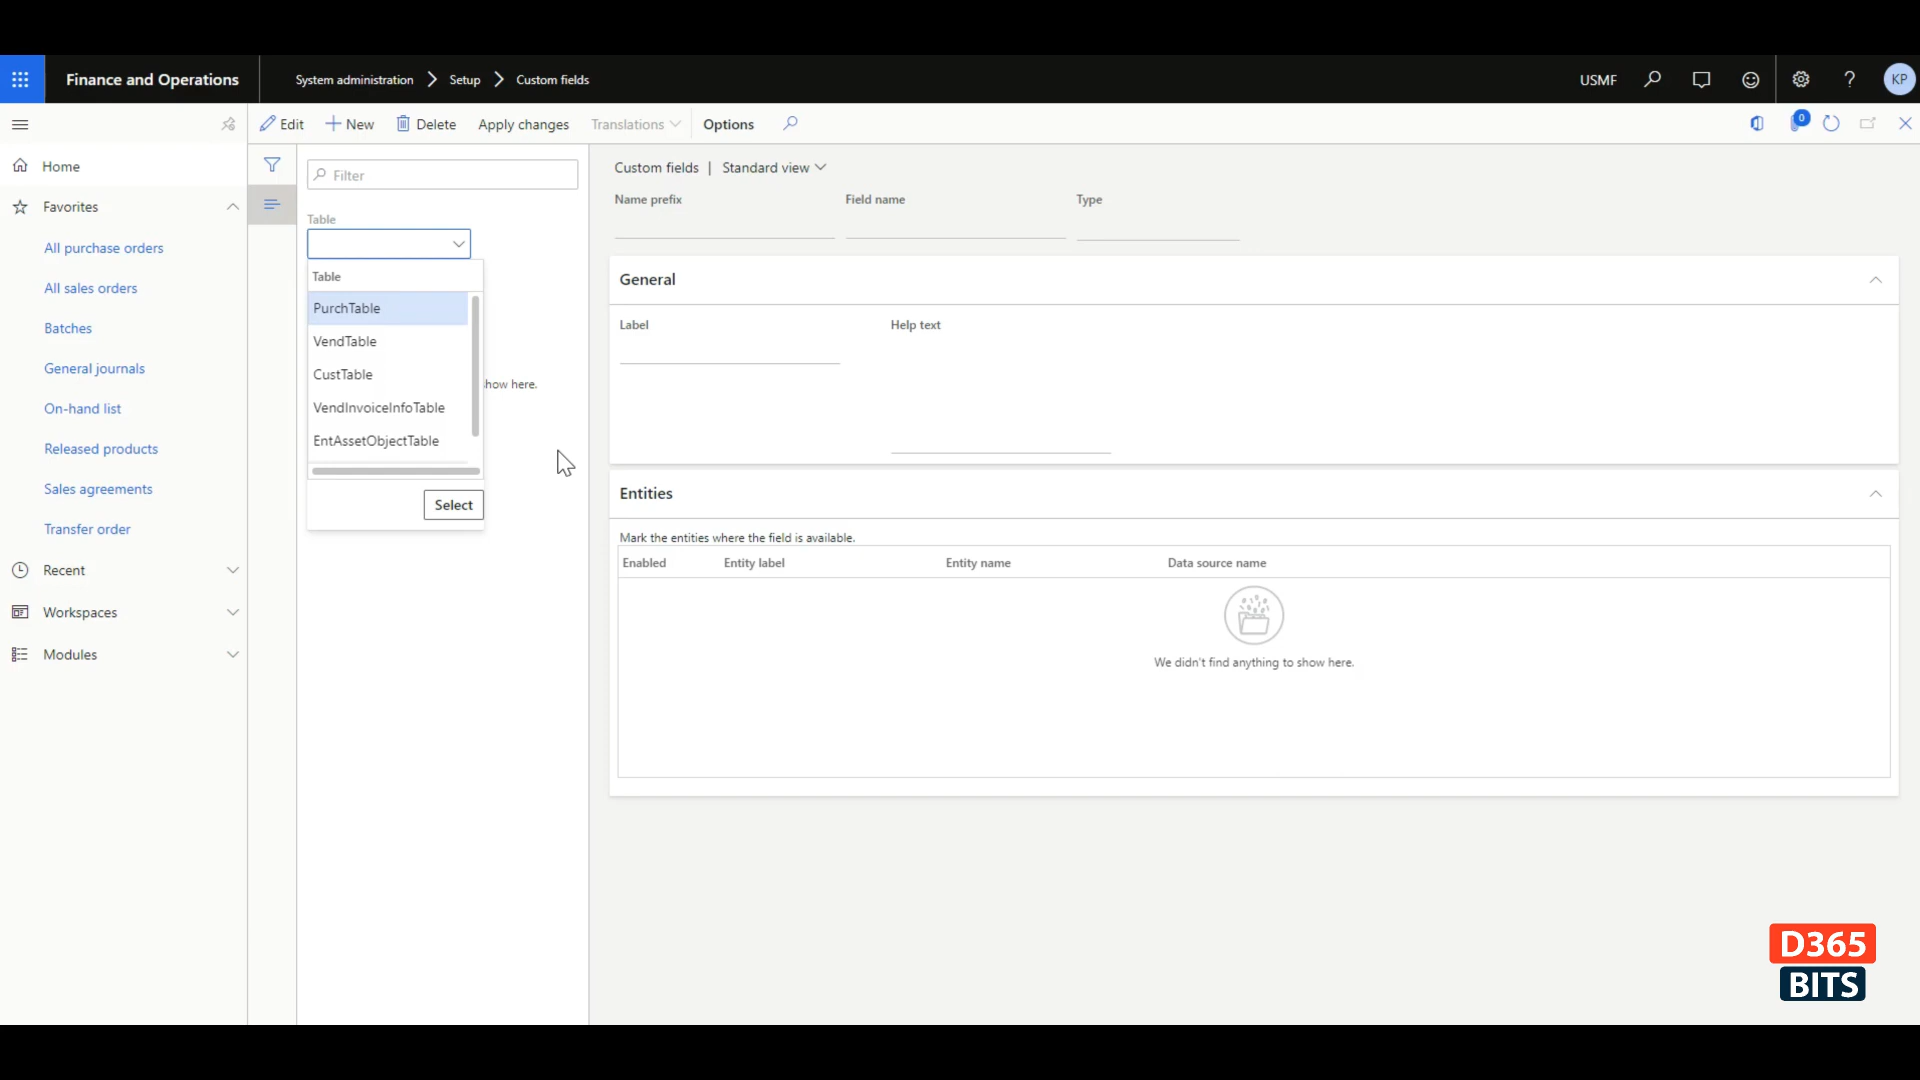 Finance and Operations
System administration
Setup
Custom fields
USMF
KP
Edit
New
Delete
Apply changes
Translations
Options
0
Home
Favorites
All purchase orders
All sales orders
Batches
General journals
On-hand list
Released products
Sales agreements
Transfer order
Recent
Workspaces
Modules
Filter
Table
Table
PurchTable
VendTable
CustTable
VendInvoiceInfoTable
EntAssetObjectTable
Select
show here.
Custom fields | Standard view
Name prefix
Field name
Type
General
Label
Help text
Entities
Mark the entities where the field is available.
Enabled
Entity label
Entity name
Data source name
We didn't find anything to show here.
D365
BITS